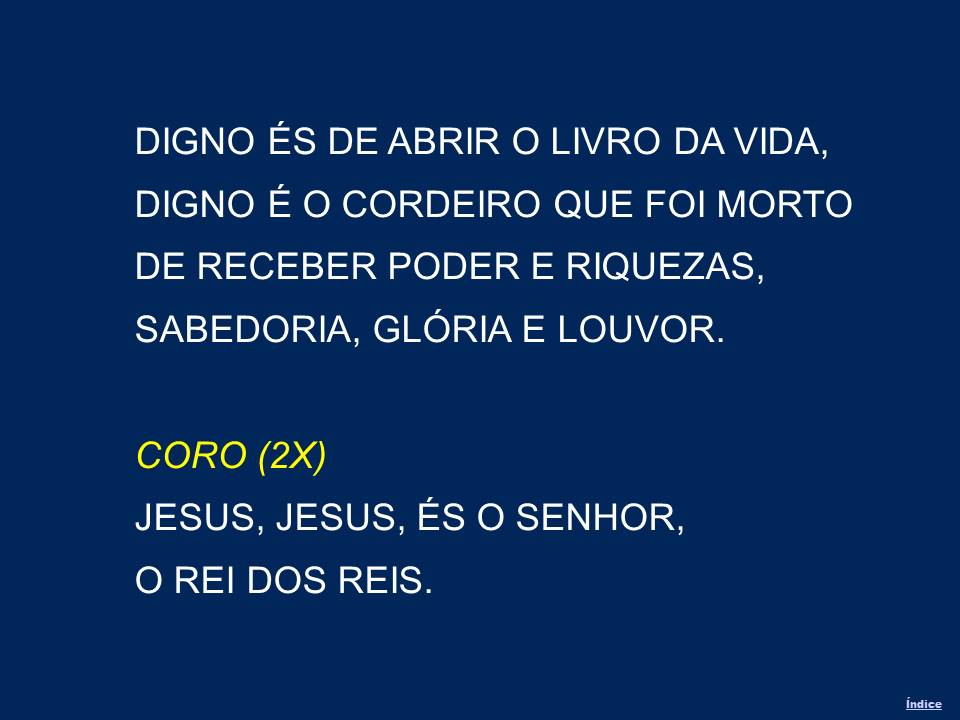 DIGNO ÉS DE ABRIR O LIVRO DA VIDA,
DIGNO É O CORDEIRO QUE FOI MORTO
DE RECEBER PODER E RIQUEZAS,
SABEDORIA, GLÓRIA E LOUVOR.
CORO (2X)
JESUS, JESUS, ÉS O SENHOR,
O REI DOS REIS.
Índice